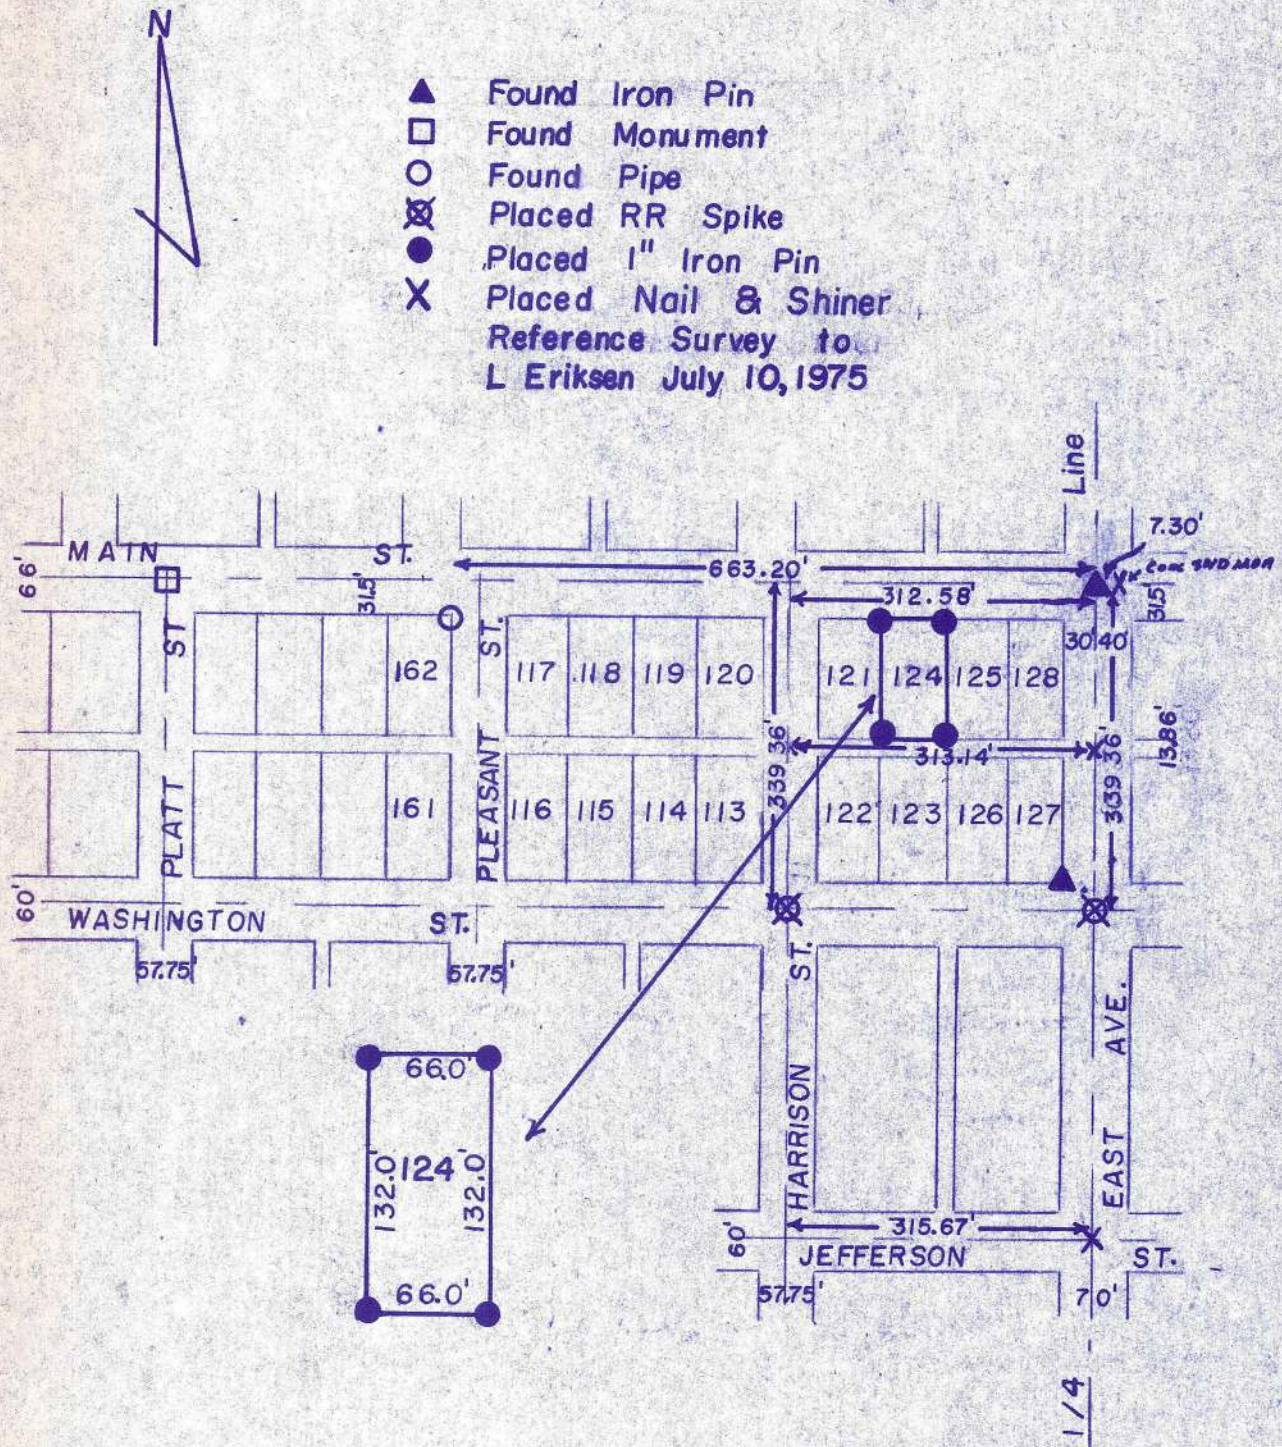 N
Found Iron Pin
Found Monument
Found Pipe
Placed RR Spike
Placed 1" Iron Pin
X Placed Nail & Shiner
Reference Survey to
L Eriksen July 10, 1975
Line
7.30'
MAIN ST.
66'
31.5'
663.20'
312.58'
31.5'
30' 40'
ST
ST.
162
117 118 119 120
121 124 125 128
339.36'
313.14'
339.36'
13.86'
PLATT
PLEASANT
161
116 115 114 113
122 123 126 127
60'
WASHINGTON ST.
57.75'
57.75'
ST.
HARRISON
EAST AVE.
66.0'
132.0'
124
132.0'
66.0'
315.67'
60'
JEFFERSON ST.
57.75'
70'
1/4